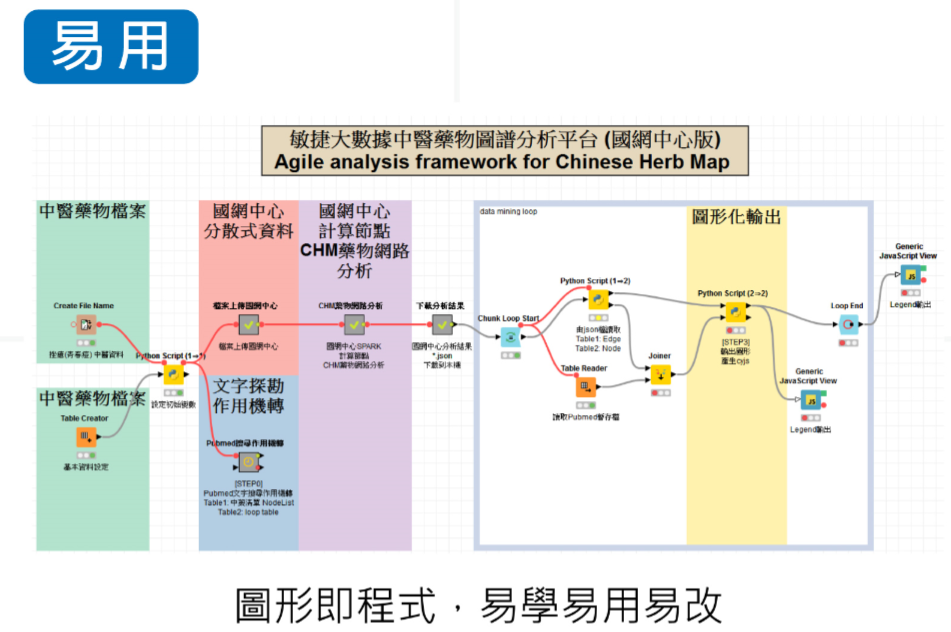 易用
敏捷大數據中醫藥物圖譜分析平台 (國網中心版)
Agile analysis framework for Chinese Herb Map
中醫藥物檔案
Create File Name
中醫資料
Python Script (1⇒1)
設定初始變數
中醫藥物檔案
Table Creator
基本資料設定
國網中心
分散式資料
檔案上傳國網中心
檔案上傳國網中心
文字探勘
作用機轉
Pubmed搜尋作用機轉
[STEP0]
Pubmed文字搜尋作用機轉
Table1: 中藥清單 NodeList
Table2: loop table
國網中心
計算節點
CHM藥物網路
分析
CHM藥物網路分析
國網中心SPARK
計算節點
CHM藥物網路分析
下載分析結果
國網中心分析結果
*.json
下載到本機
data mining loop
Chunk Loop Start
Python Script (1⇒2)
由json檔讀取
Table1: Edge
Table2: Node
Table Reader
讀取Pubmed暫存檔
Joiner
圖形化輸出
Python Script (2⇒2)
[STEP3]
輸出圖形
產生cyjs
Loop End
Generic
JavaScript View
Legend輸出
Generic
JavaScript View
Legend輸出
圖形即程式，易學易用易改